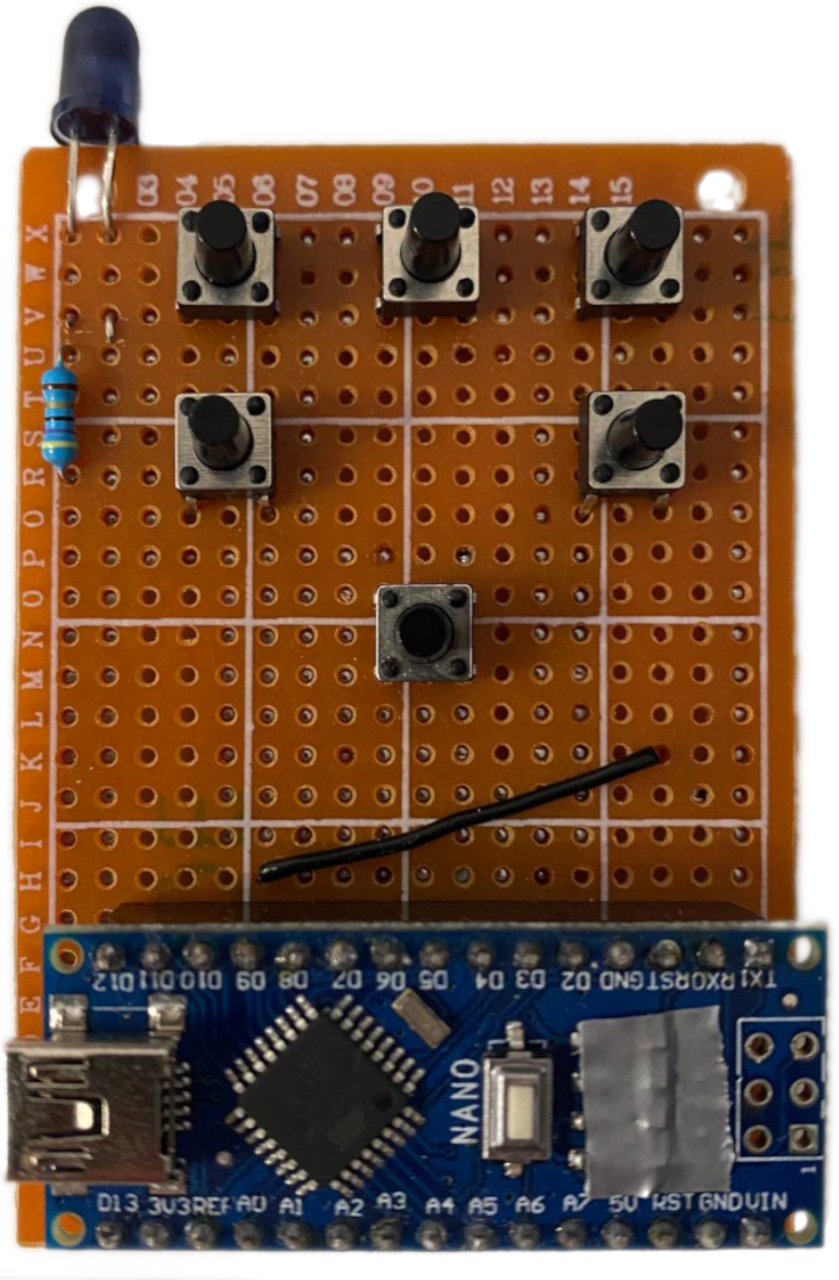 03 04 05 06 07 08 09 10 11 12 13 14 15
X
W
V
U
T
S
R
Q
P
O
N
M
L
K
J
I
H
G
F
E
D12 D11 D10 D9 D8 D7 D6 D5 D4 D3 D2 GND RST RX0 TX1
NANO
1
D13 3V3 REF A0 A1 A2 A3 A4 A5 A6 A7 5V RST GND VIN